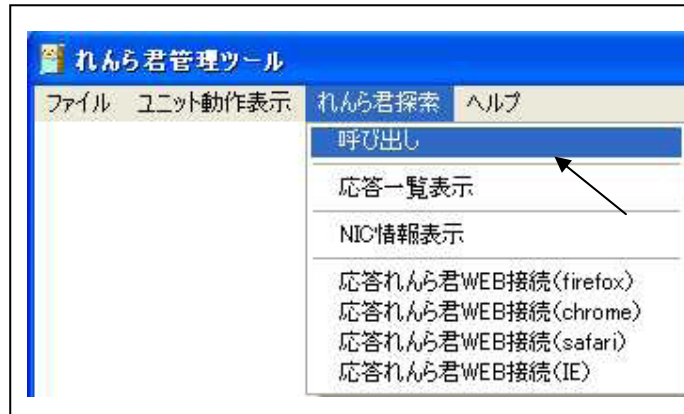 れんら君管理ツール
ファイル ユニット動作表示 れんら君探索 ヘルプ
呼び出し
応答一覧表示
NIC情報表示
応答れんら君WEB接続(firefox)
応答れんら君WEB接続(chrome)
応答れんら君WEB接続(safari)
応答れんら君WEB接続(IE)